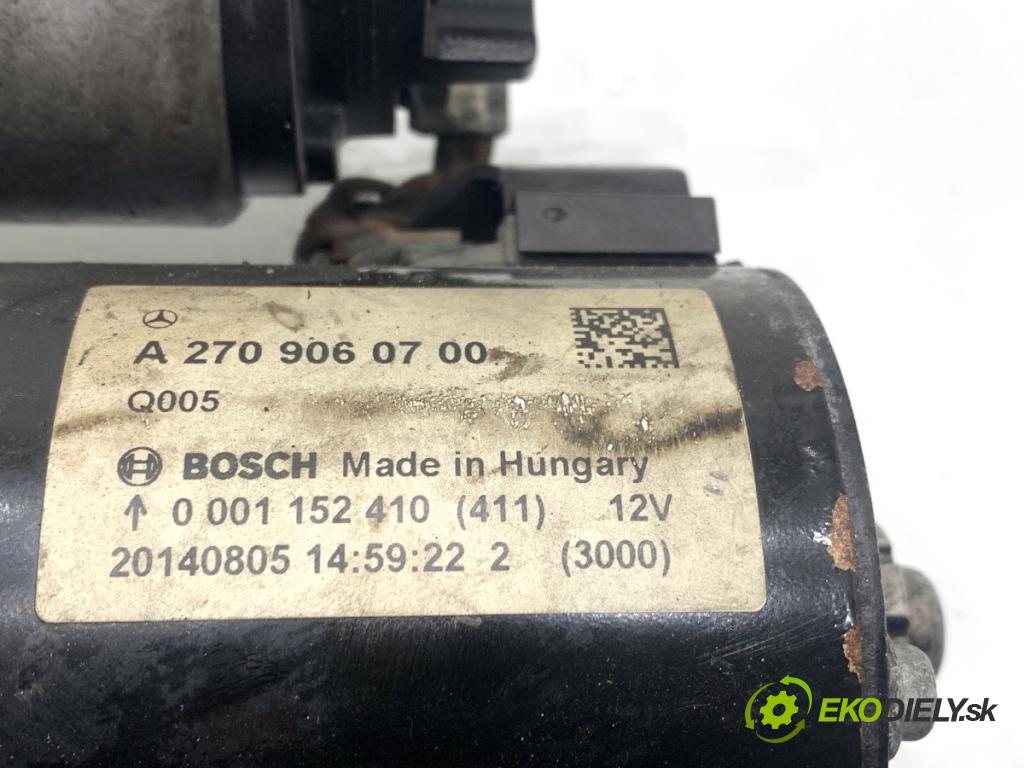 A 270 906 07 00
Q005
BOSCH Made in Hungary
↑ 0 001 152 410 (411) 12V
20140805 14:59:22 2 (3000)
EKODIELY.sk